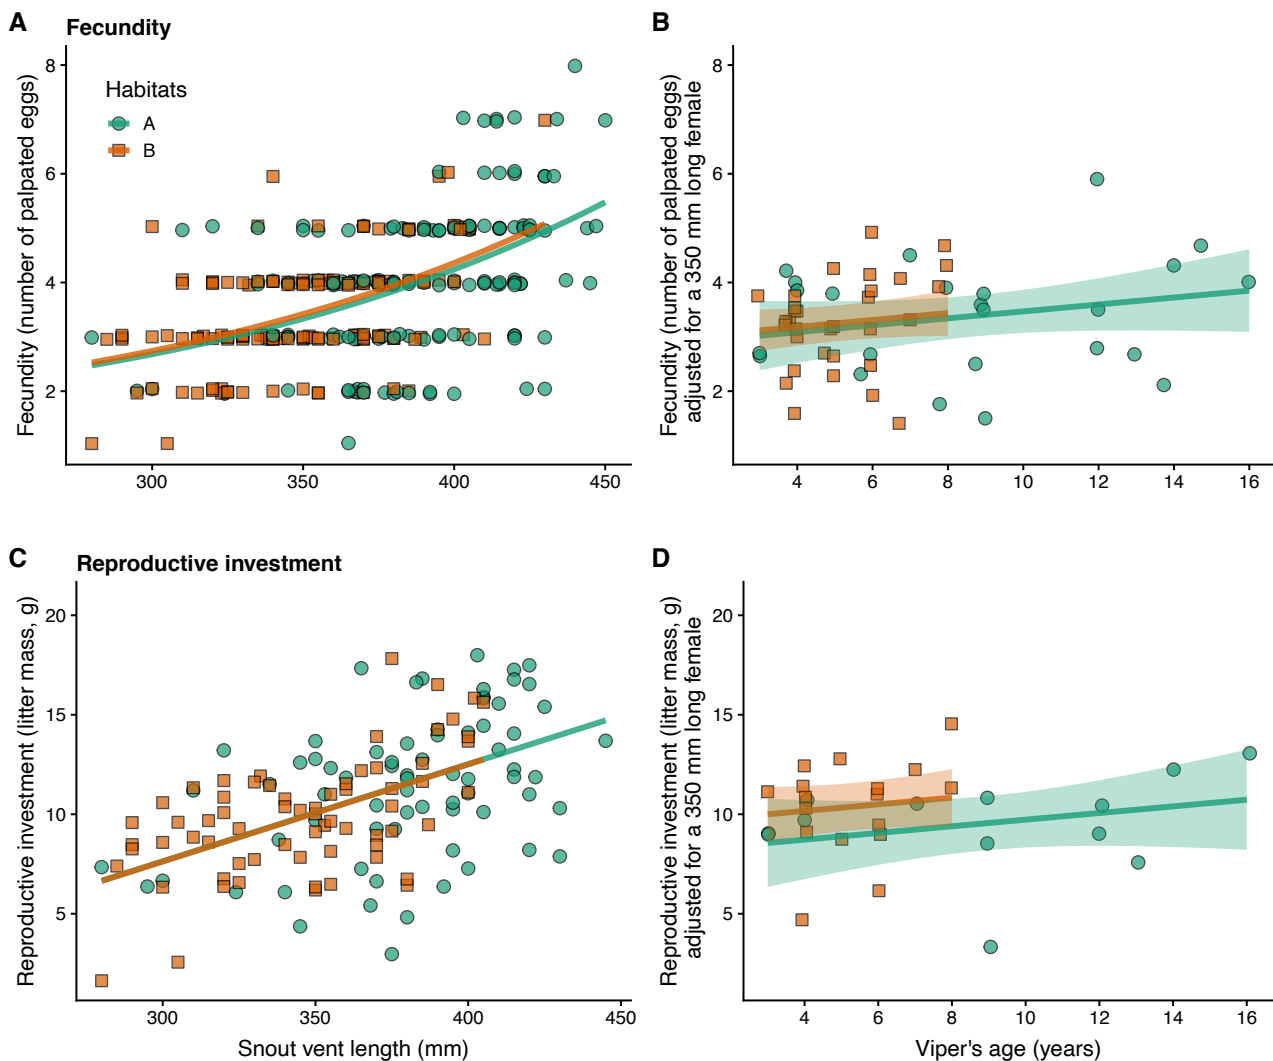 A
Fecundity
Fecundity (number of palpated eggs)
8
6
4
2
Habitats
A
B
300
350
400
450
B
Fecundity (number of palpated eggs)
adjusted for a 350 mm long female
8
6
4
2
4
6
8
10
12
14
16
C
Reproductive investment
Reproductive investment (litter mass, g)
20
15
10
5
300
350
400
450
Snout vent length (mm)
D
Reproductive investment (litter mass, g)
adjusted for a 350 mm long female
20
15
10
5
4
6
8
10
12
14
16
Viper's age (years)